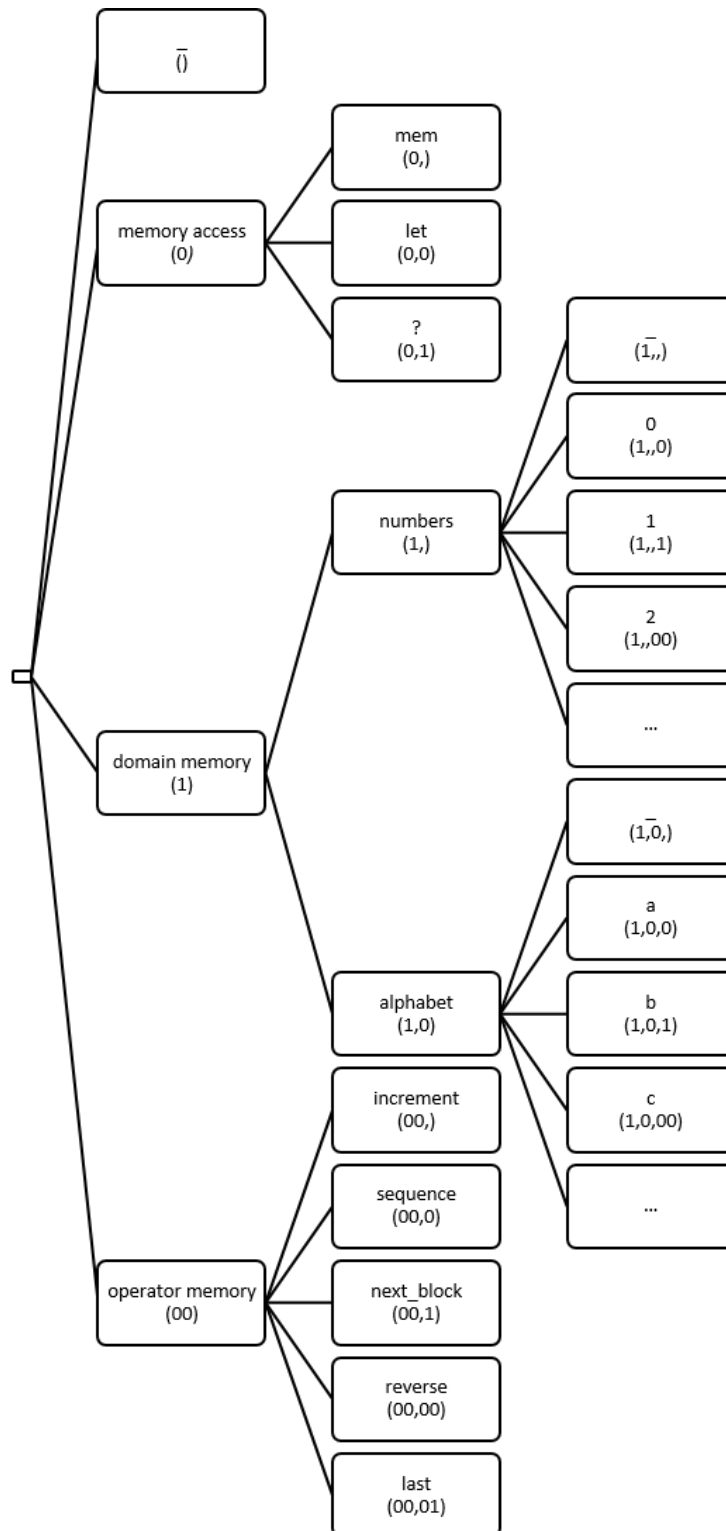 _
()
mem
(0,)
memory access
(0)
let
(0,0)
?
(0,1)
_
(1,,)
0
(1,,0)
numbers
(1,)
1
(1,,1)
2
(1,,00)
...
domain memory
(1)
_
(1,0,)
a
(1,0,0)
alphabet
(1,0)
b
(1,0,1)
c
(1,0,00)
...
increment
(00,)
sequence
(00,0)
operator memory
(00)
next_block
(00,1)
reverse
(00,00)
last
(00,01)